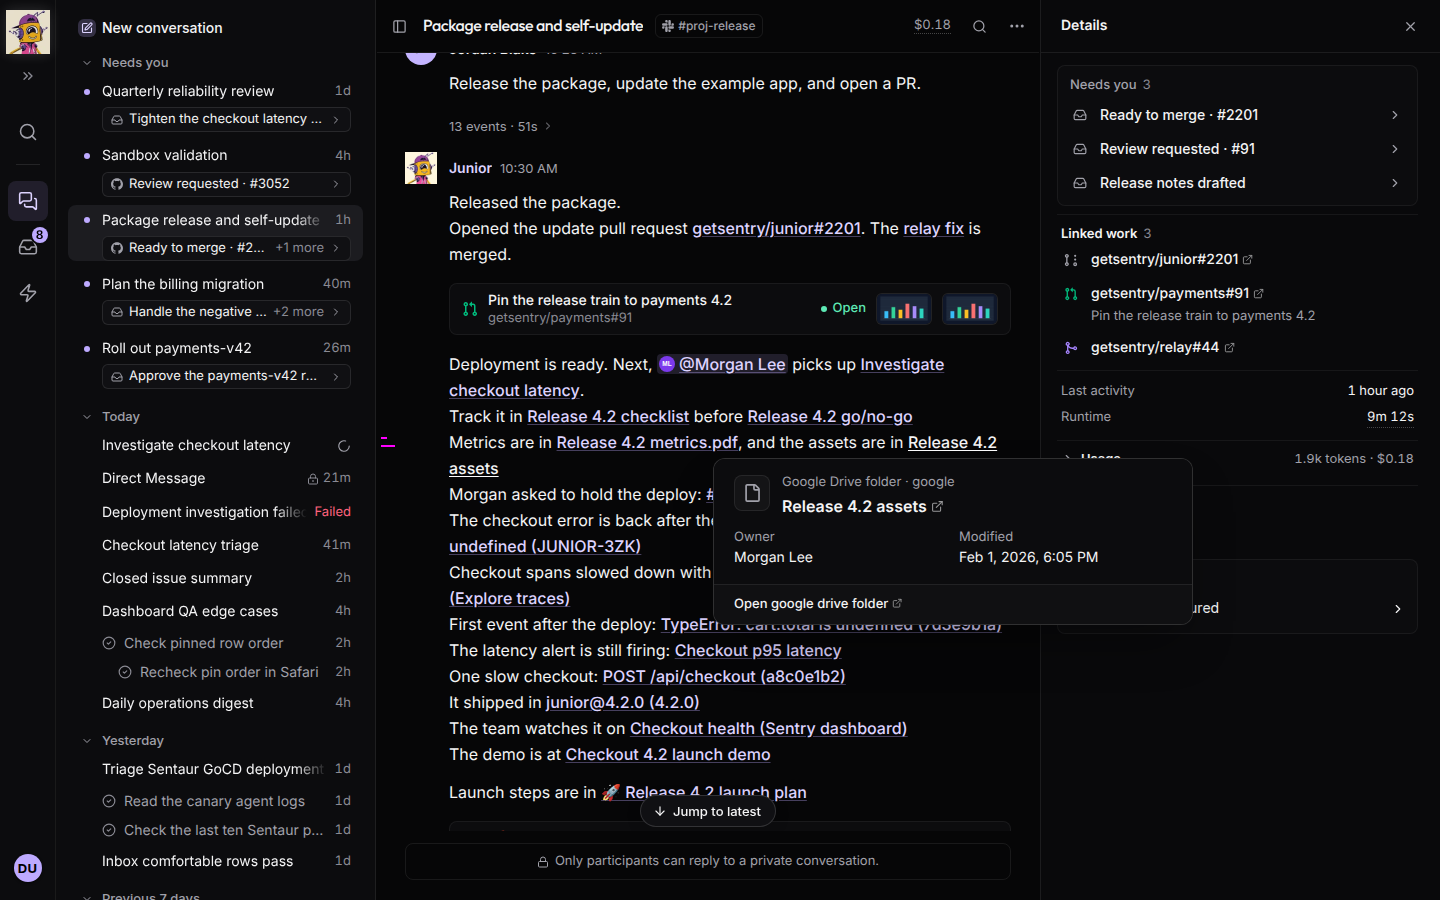 New conversation
Needs you
Quarterly reliability review 1d
Tighten the checkout latency ...
Sandbox validation 4h
Review requested · #3052
Package release and self-update 1h
Ready to merge · #2... +1 more
Plan the billing migration 40m
Handle the negative ... +2 more
Roll out payments-v42 26m
Approve the payments-v42 r...
Today
Investigate checkout latency
Direct Message 21m
Deployment investigation failed Failed
Checkout latency triage 41m
Closed issue summary 2h
Dashboard QA edge cases 4h
Check pinned row order 2h
Recheck pin order in Safari 2h
Daily operations digest 4h
Yesterday
Triage Sentaur GoCD deployment 1d
Read the canary agent logs 1d
Check the last ten Sentaur p... 1d
Inbox comfortable rows pass 1d
Previous 7 days
8
DU
Package release and self-update #proj-release $0.18
Release the package, update the example app, and open a PR.
13 events · 51s
Junior 10:30 AM
Released the package.
Opened the update pull request getsentry/junior#2201. The relay fix is
merged.
Pin the release train to payments 4.2
getsentry/payments#91
Open
Deployment is ready. Next, ML @Morgan Lee picks up Investigate
checkout latency.
Track it in Release 4.2 checklist before Release 4.2 go/no-go
Metrics are in Release 4.2 metrics.pdf, and the assets are in Release 4.2
assets
Morgan asked to hold the deploy: #
The checkout error is back after the
undefined (JUNIOR-3ZK)
Checkout spans slowed down with
(Explore traces)
First event after the deploy: TypeError: cart.total is undefined (7d3e9b1a)
The latency alert is still firing: Checkout p95 latency
One slow checkout: POST /api/checkout (a8c0e1b2)
It shipped in junior@4.2.0 (4.2.0)
The team watches it on Checkout health (Sentry dashboard)
The demo is at Checkout 4.2 launch demo
Launch steps are in 🚀 Release 4.2 launch plan
Jump to latest
Only participants can reply to a private conversation.
Google Drive folder · google
Release 4.2 assets
Owner Modified
Morgan Lee Feb 1, 2026, 6:05 PM
Open google drive folder
Details
Needs you 3
Ready to merge · #2201
Review requested · #91
Release notes drafted
Linked work 3
getsentry/junior#2201
getsentry/payments#91
Pin the release train to payments 4.2
getsentry/relay#44
Last activity 1 hour ago
Runtime 9m 12s
Usage 1.9k tokens · $0.18
ured